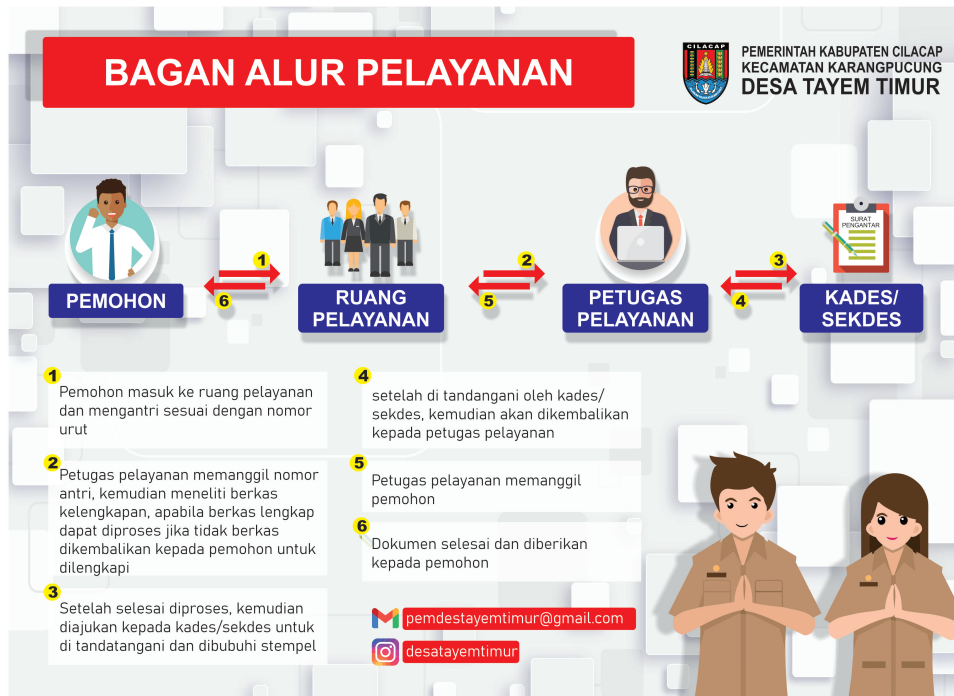 BAGAN ALUR PELAYANAN
CILACAP
PEMERINTAH KABUPATEN CILACAP
KECAMATAN KARANGPUCUNG
DESA TAYEM TIMUR
SURAT
PENGANTAR
1
6
2
5
3
4
PEMOHON
RUANG
PELAYANAN
PETUGAS
PELAYANAN
KADES/
SEKDES
1
Pemohon masuk ke ruang pelayanan
dan mengantri sesuai dengan nomor
urut
2
Petugas pelayanan memanggil nomor
antri, kemudian meneliti berkas
kelengkapan, apabila berkas lengkap
dapat diproses jika tidak berkas
dikembalikan kepada pemohon untuk
dilengkapi
3
Setelah selesai diproses, kemudian
diajukan kepada kades/sekdes untuk
di tandatangani dan dibubuhi stempel
4
setelah di tandangani oleh kades/
sekdes, kemudian akan dikembalikan
kepada petugas pelayanan
5
Petugas pelayanan memanggil
pemohon
6
Dokumen selesai dan diberikan
kepada pemohon
pemdestayemtimur@gmail.com
desatayemtimur